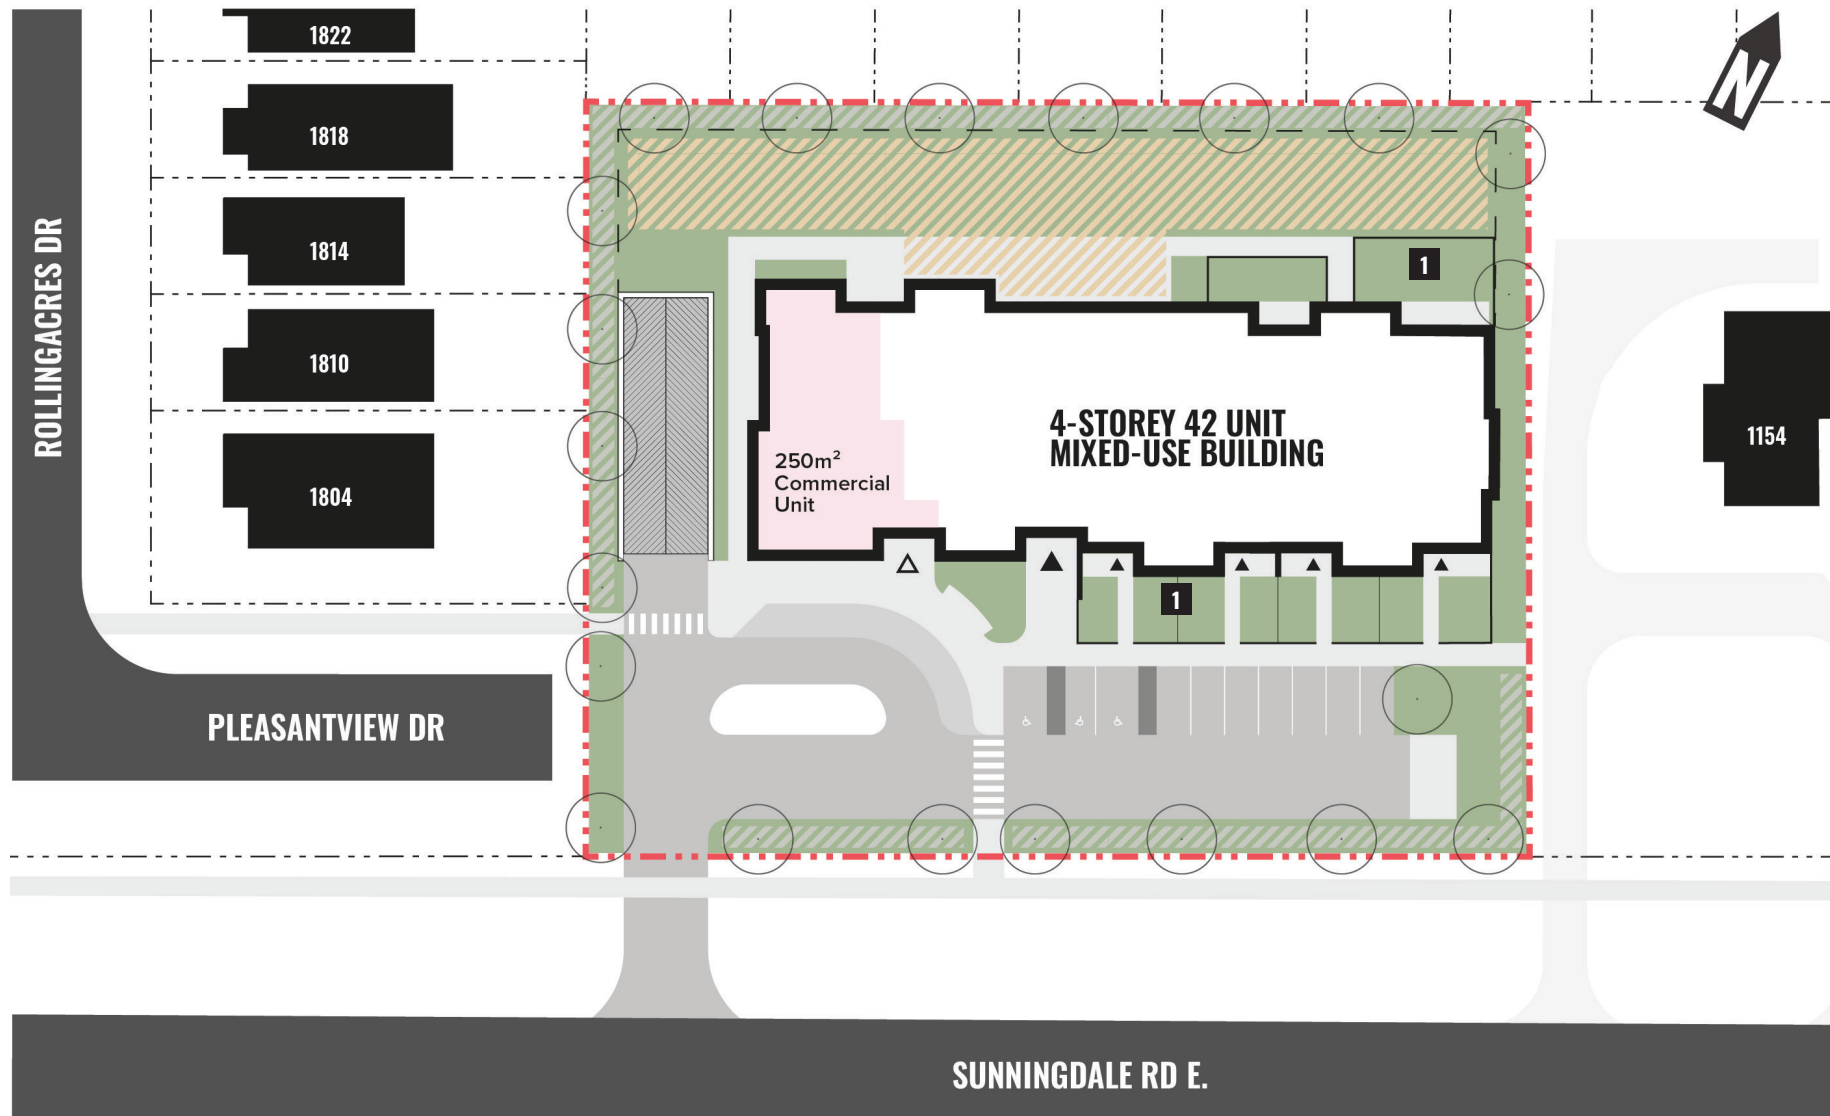 1822
1818
1814
1810
1804
ROLLINGACRES DR
PLEASANTVIEW DR
N
1
250m²
Commercial
Unit
4-STOREY 42 UNIT
MIXED-USE BUILDING
1
1154
SUNNINGDALE RD E.